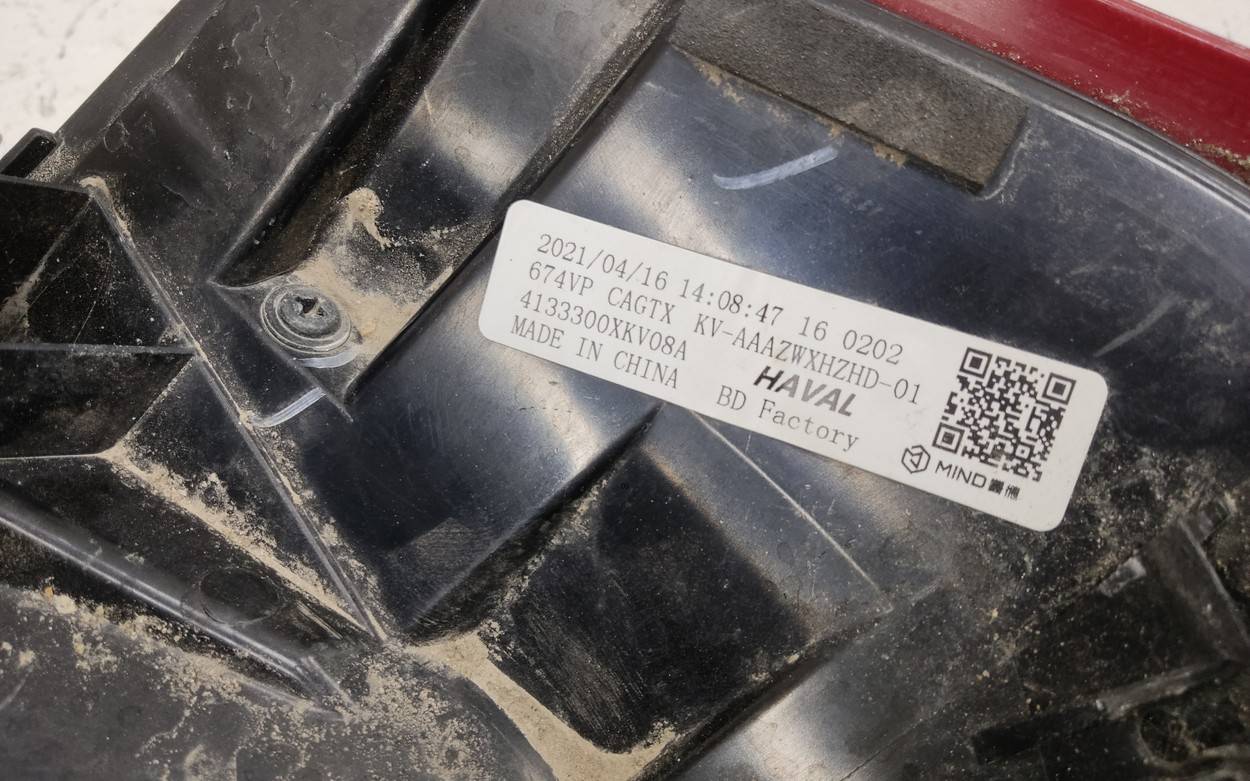 2021/04/16 14:08:47 16 0202
674VP CAGTX KV-AAAZWXHZHD-01
4133300XKV08A
HAVAL
MADE IN CHINA BD Factory
MIND